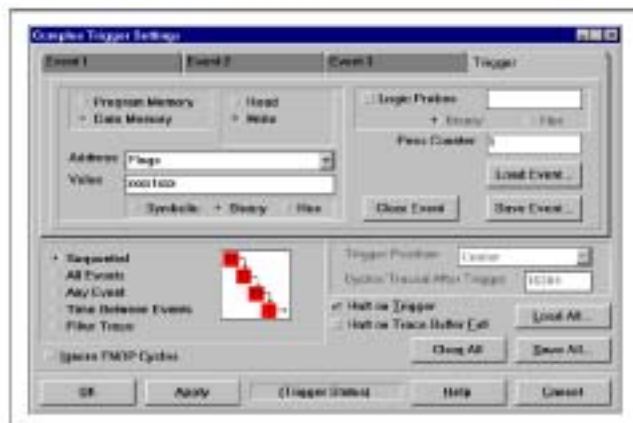 Complex Trigger Settings
Event 1
Event 2
Event 3
Trigger
Program Memory
Data Memory
Read
Write
Logic Probes
Binary
Hex
Pass Counter
Address
Flags
Value
Symbolic
Binary
Hex
Load Event...
Clear Event
Save Event...
Sequential
All Events
Any Event
Time Between Events
Filter Trace
Trigger Position:
Center
Cycles Traced After Trigger:
Halt on Trigger
Halt on Trace Buffer Full
Load All...
Ignore FNOP Cycles
Clear All
Save All...
OK
Apply
(Trigger Status)
Help
Cancel